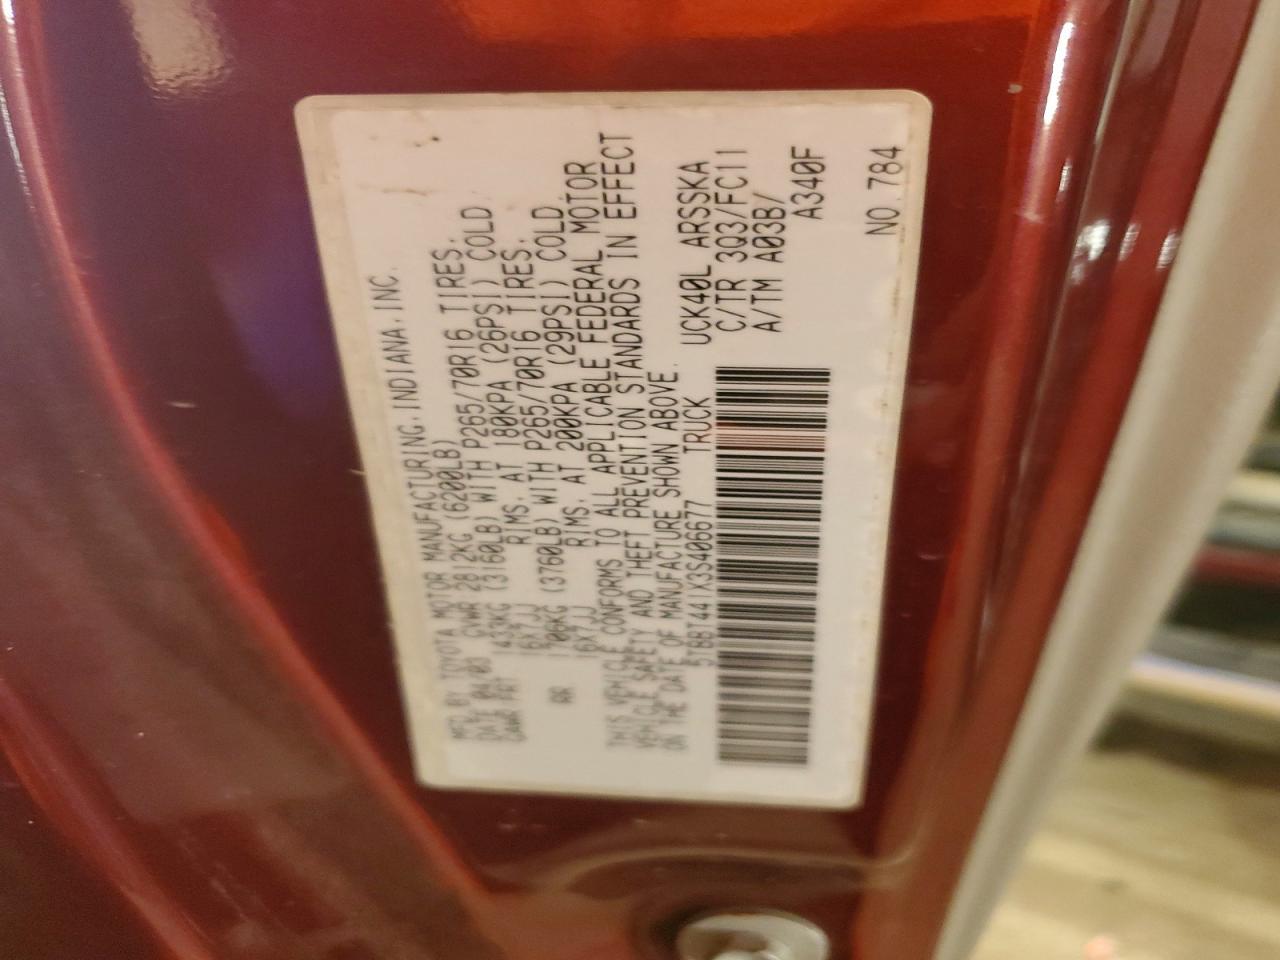 MFD.BY TOYOTA MOTOR MANUFACTURING,INDIANA,INC.
DATE 04/03 GVWR 2812KG (6200LB)
GAWR FRT 1433KG (3160LB) WITH P265/70R16 TIRES,
16X7JJ RIMS, AT 180KPA (26PSI) COLD.
RR 1706KG (3760LB) WITH P265/70R16 TIRES,
16X7JJ RIMS, AT 200KPA (29PSI) COLD.
THIS VEHICLE CONFORMS TO ALL APPLICABLE FEDERAL MOTOR
VEHICLE SAFETY AND THEFT PREVENTION STANDARDS IN EFFECT
ON THE DATE OF MANUFACTURE SHOWN ABOVE.
5TBBT441X3S406677 TRUCK
UCK40L ARSSKA
C/TR 3Q3/FC11
A/TM A03B/
A340F
NO.784